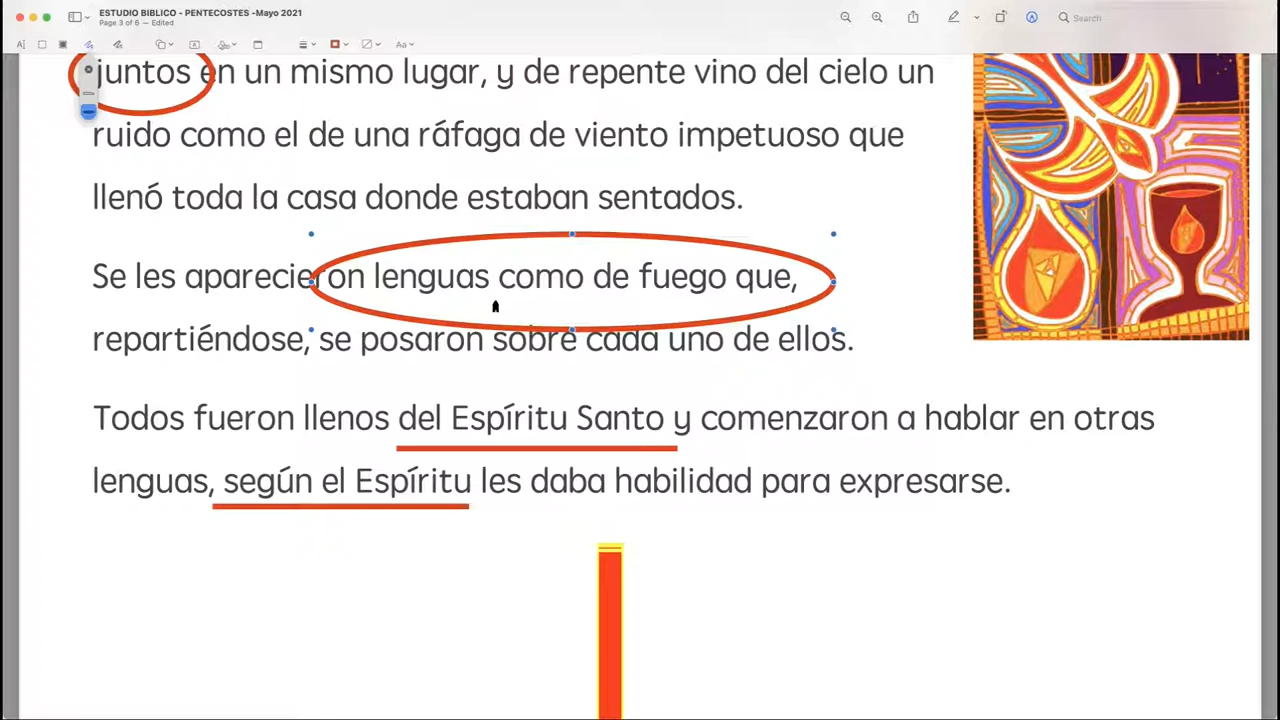 ESTUDIO BIBLICO - PENTECOSTES -Mayo 2021
Page 3 of 6 — Edited
Search
juntos en un mismo lugar, y de repente vino del cielo un
ruido como el de una ráfaga de viento impetuoso que
llenó toda la casa donde estaban sentados.
Se les aparecieron lenguas como de fuego que,
repartiéndose, se posaron sobre cada uno de ellos.
Todos fueron llenos del Espíritu Santo y comenzaron a hablar en otras
lenguas, según el Espíritu les daba habilidad para expresarse.